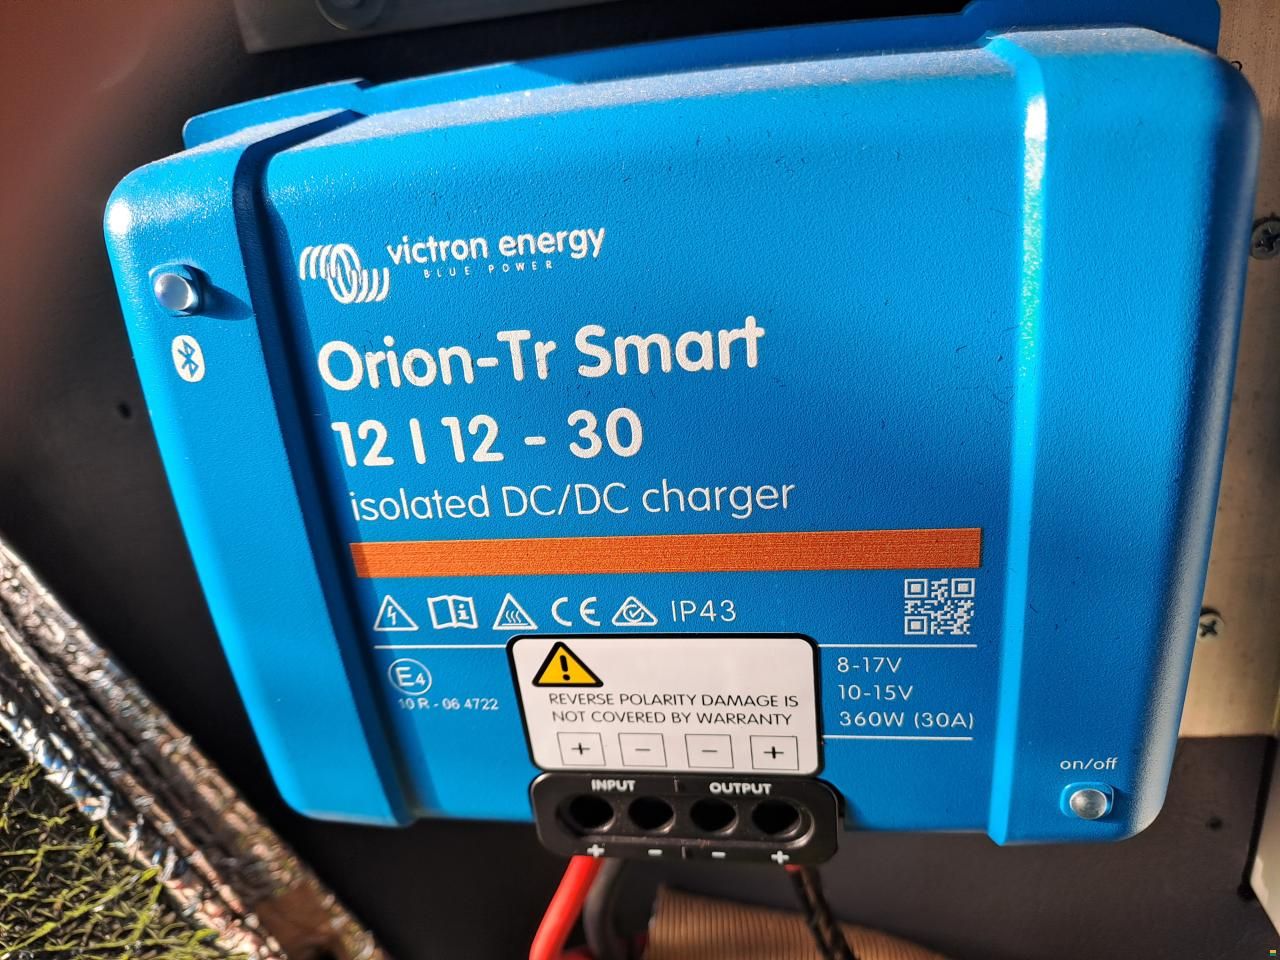 victron energy
BLUE POWER
Orion-Tr Smart
12 | 12 - 30
isolated DC/DC charger
CE IP43
E4
10 R - 06 4722
8-17V
10-15V
360W (30A)
REVERSE POLARITY DAMAGE IS
NOT COVERED BY WARRANTY
+ - - +
on/off
INPUT | OUTPUT
+ - | - +